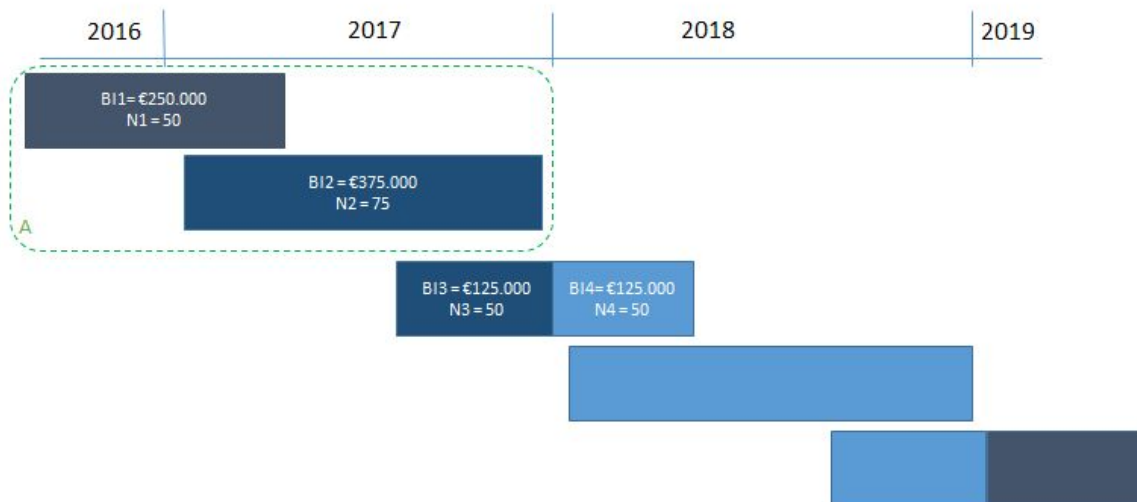 2016 2017 2018 2019
BI1= €250.000
N1 = 50
BI2 = €375.000
N2 = 75
A
BI3 = €125.000 BI4= €125.000
N3 = 50 N4 = 50